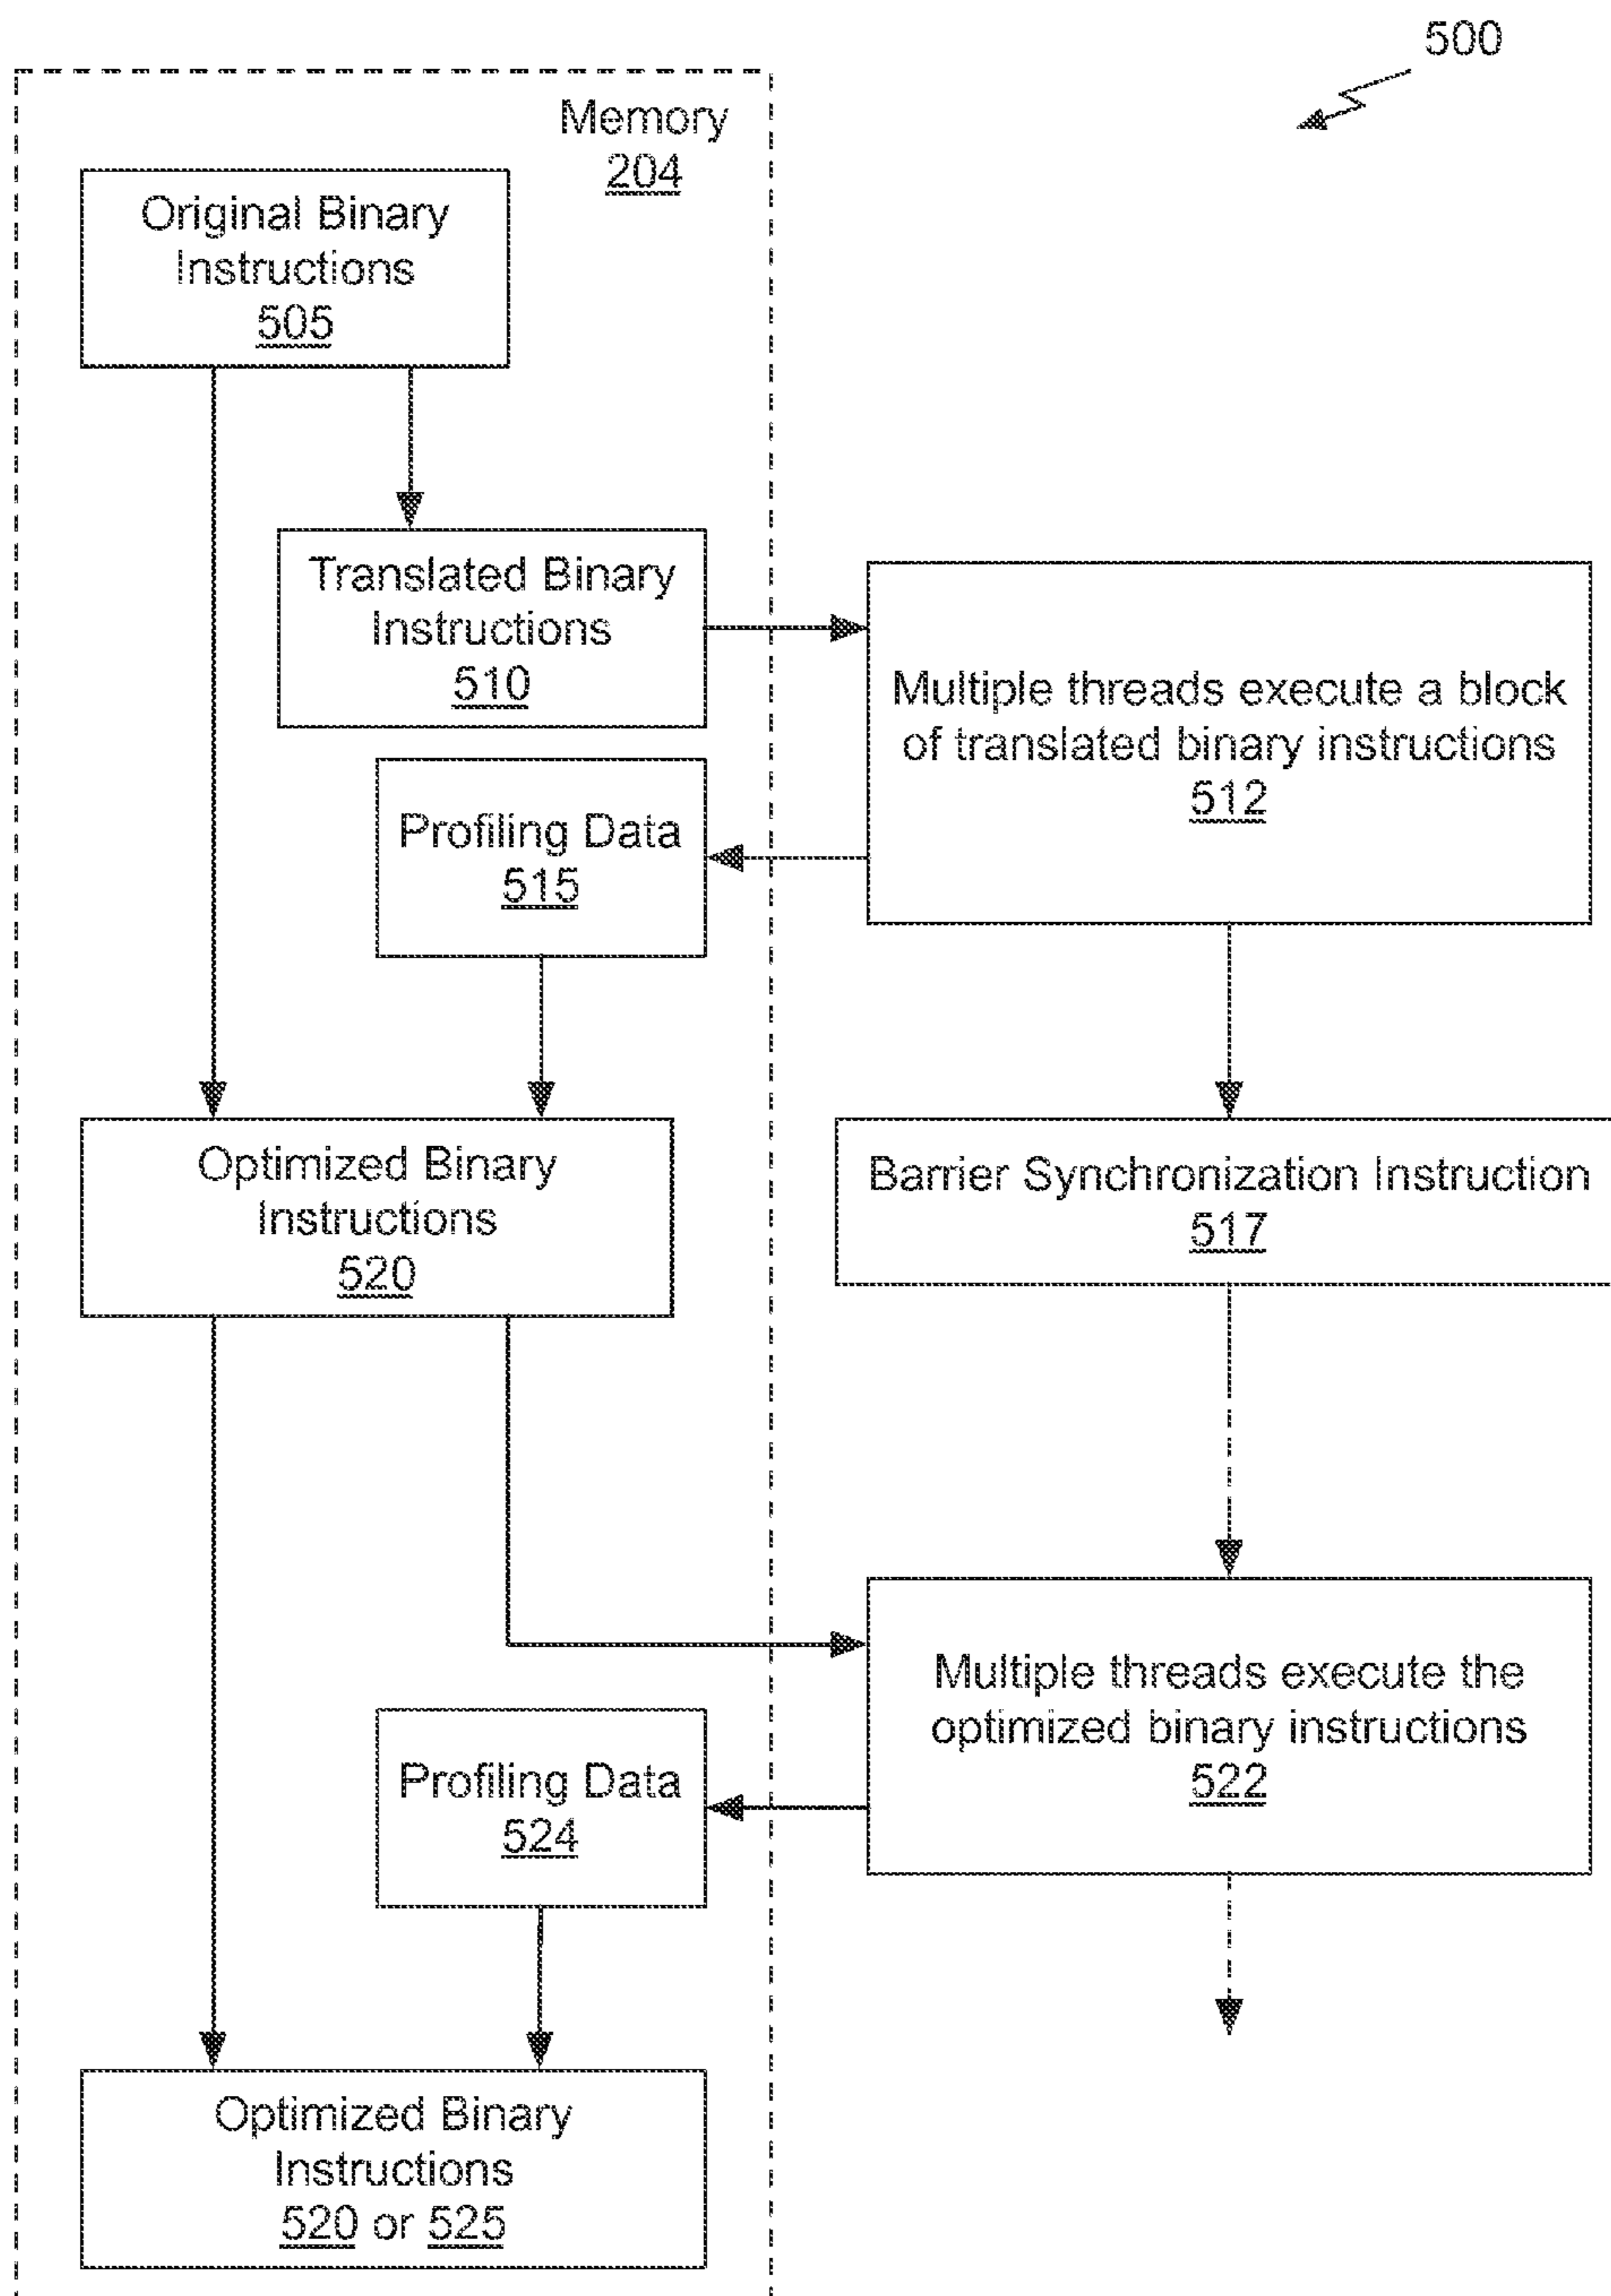 500
Memory
204
Original Binary
Instructions
505
Translated Binary
Instructions
510
Multiple threads execute a block
of translated binary instructions
512
Profiling Data
515
Optimized Binary
Instructions
520
Barrier Synchronization Instruction
517
Multiple threads execute the
optimized binary instructions
522
Profiling Data
524
Optimized Binary
Instructions
520 or 525